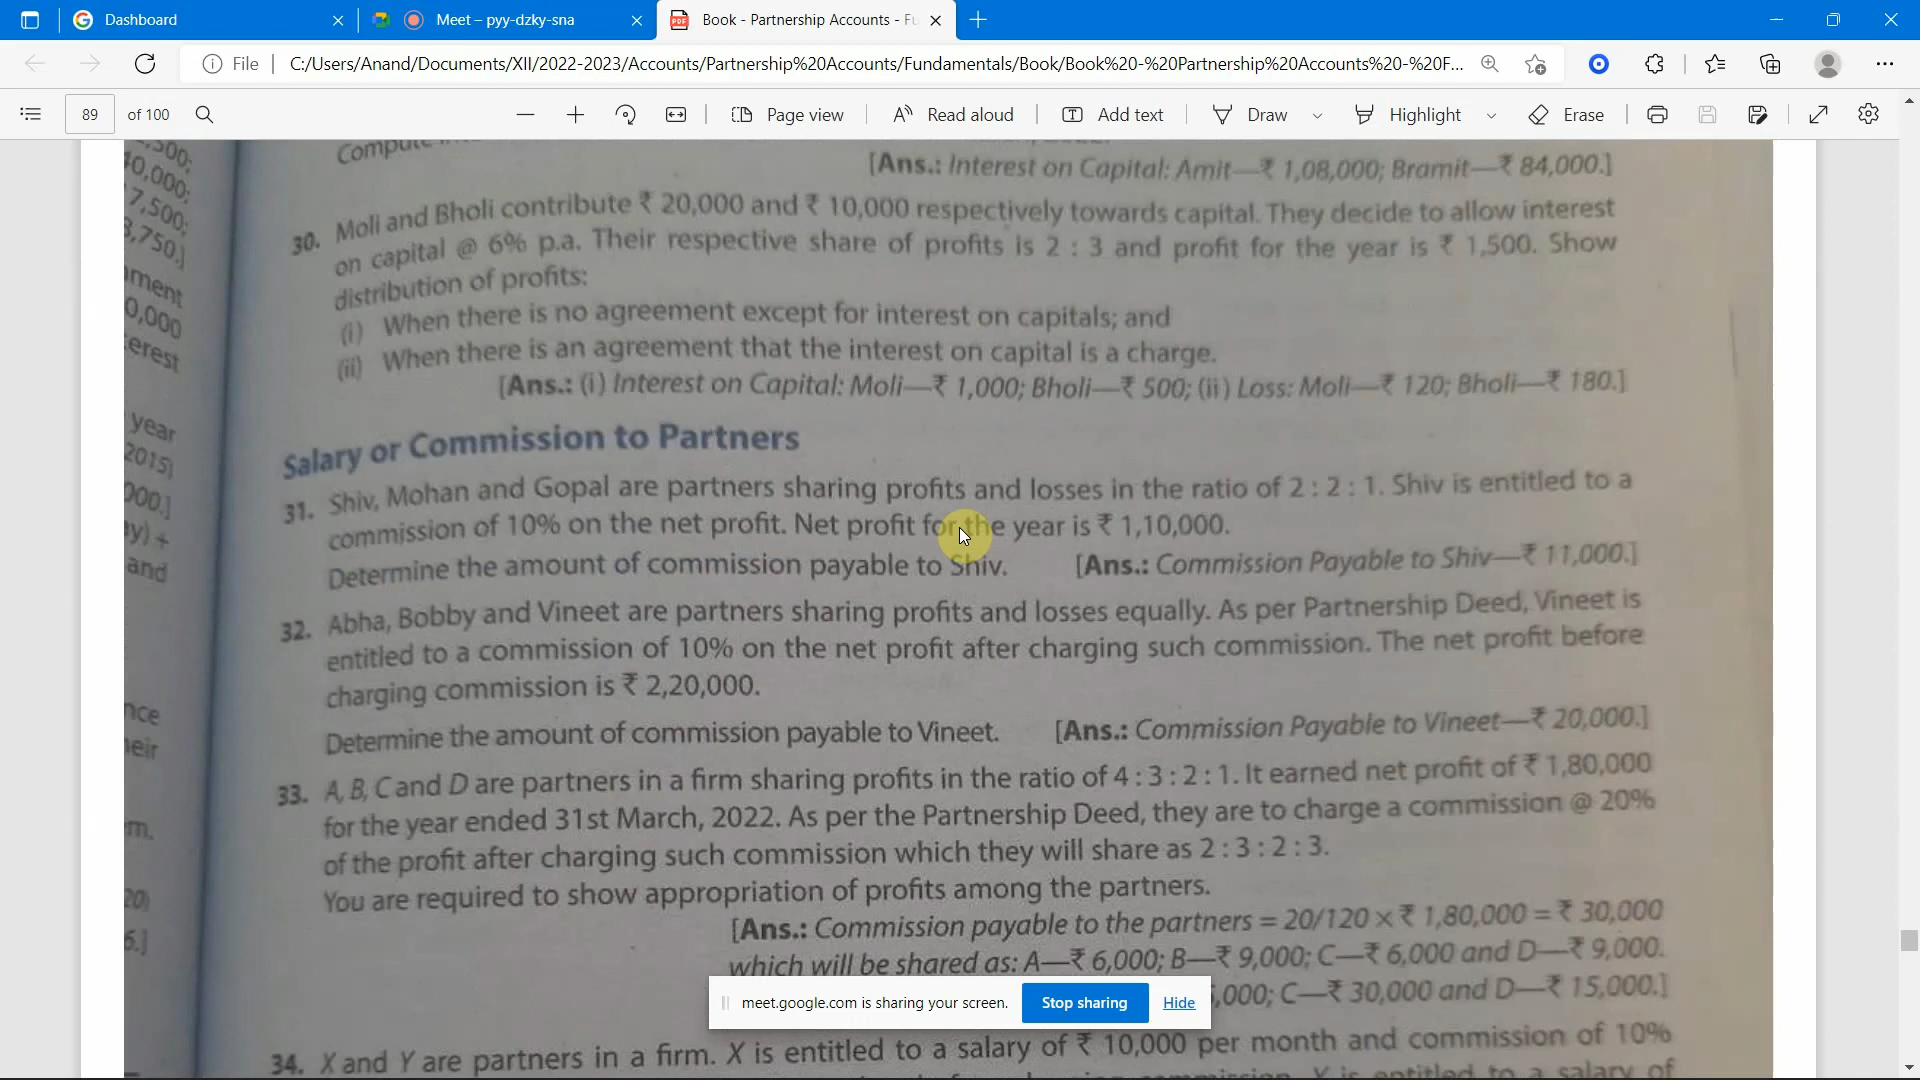 Dashboard
Meet – pyy-dzky-sna
Book - Partnership Accounts - Fu
File
C:/Users/Anand/Documents/XII/2022-2023/Accounts/Partnership%20Accounts/Fundamentals/Book/Book%20-%20Partnership%20Accounts%20-%20F...
89 of 100
Page view
Read aloud
Add text
Draw
Highlight
Erase
,500;
40,000;
17,500;
3,750.]
0,000
erest
year
2015)
000.]
y) +
and
nce
heir
m.
20)
6.]
[Ans.: Interest on Capital: Amit—₹ 1,08,000; Bramit—₹ 84,000.]
30. Moli and Bholi contribute ₹ 20,000 and ₹ 10,000 respectively towards capital. They decide to allow interest
on capital @ 6% p.a. Their respective share of profits is 2 : 3 and profit for the year is ₹ 1,500. Show
distribution of profits:
(i) When there is no agreement except for interest on capitals; and
(ii) When there is an agreement that the interest on capital is a charge.
[Ans.: (i) Interest on Capital: Moli—₹ 1,000; Bholi—₹ 500; (ii) Loss: Moli—₹ 120; Bholi—₹ 180.]
Salary or Commission to Partners
31. Shiv, Mohan and Gopal are partners sharing profits and losses in the ratio of 2 : 2 : 1. Shiv is entitled to a
commission of 10% on the net profit. Net profit for the year is ₹ 1,10,000.
Determine the amount of commission payable to Shiv. [Ans.: Commission Payable to Shiv—₹ 11,000.]
32. Abha, Bobby and Vineet are partners sharing profits and losses equally. As per Partnership Deed, Vineet is
entitled to a commission of 10% on the net profit after charging such commission. The net profit before
charging commission is ₹ 2,20,000.
Determine the amount of commission payable to Vineet. [Ans.: Commission Payable to Vineet—₹ 20,000.]
33. A, B, C and D are partners in a firm sharing profits in the ratio of 4 : 3 : 2 : 1. It earned net profit of ₹ 1,80,000
for the year ended 31st March, 2022. As per the Partnership Deed, they are to charge a commission @ 20%
of the profit after charging such commission which they will share as 2 : 3 : 2 : 3.
You are required to show appropriation of profits among the partners.
[Ans.: Commission payable to the partners = 20/120 × ₹ 1,80,000 = ₹ 30,000
which will be shared as: A—₹ 6,000; B—₹ 9,000; C—₹ 6,000 and D—₹ 9,000.
,000; C—₹ 30,000 and D—₹ 15,000.]
meet.google.com is sharing your screen.
Stop sharing
Hide
34. X and Y are partners in a firm. X is entitled to a salary of ₹ 10,000 per month and commission of 10%